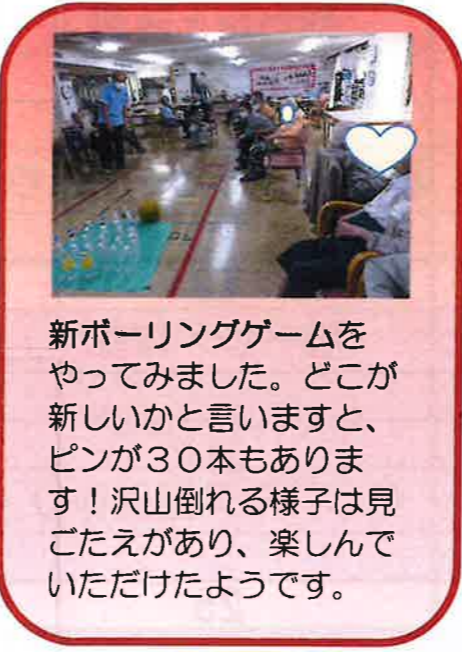 新ボーリングゲームを
やってみました。どこが
新しいかと言いますと、
ピンが３０本もありま
す！沢山倒れる様子は見
ごたえがあり、楽しんで
いただけたようです。